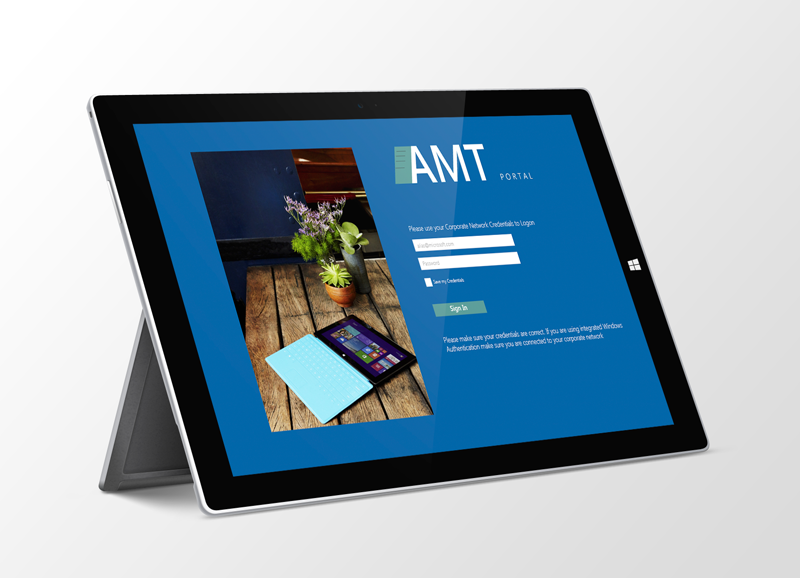 AMT
PORTAL
Please use your Corporate Network Credentials to Logon
Password
Save my Credentials
Sign In
Please make sure your credentials are correct. If you are using integrated Windows
Authentication make sure you are connected to your corporate network